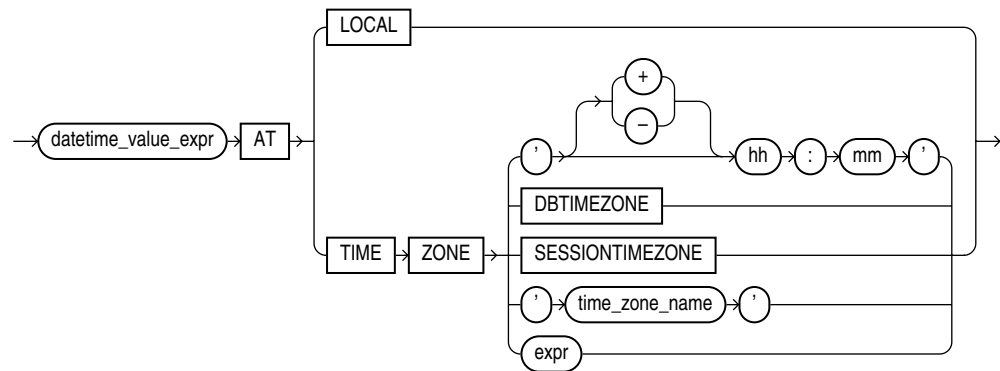 LOCAL
+
datetime_value_expr AT
–
' hh : mm '
DBTIMEZONE
TIME ZONE SESSIONTIMEZONE
' time_zone_name '
expr